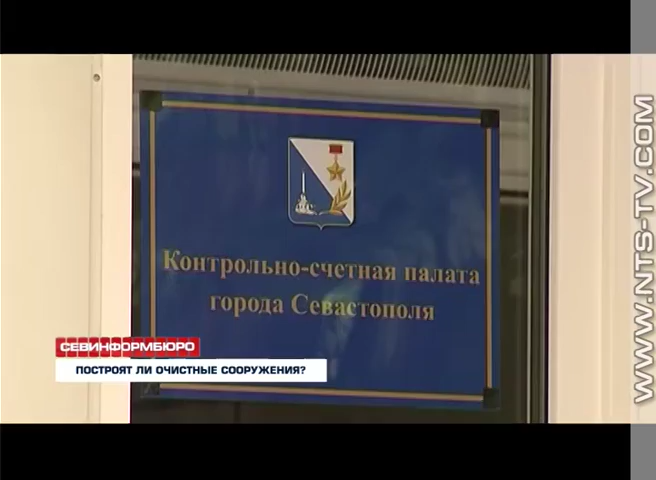 Контрольно-счетная палата
города Севастополя
СЕВИНФОРМБЮРО
ПОСТРОЯТ ЛИ ОЧИСТНЫЕ СООРУЖЕНИЯ?
WWW.NTS-TV.COM